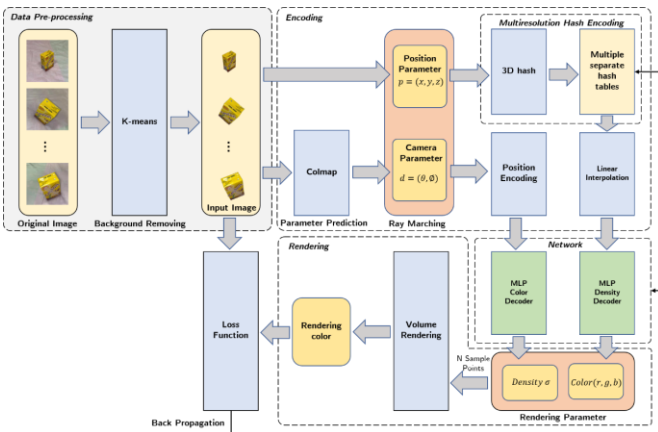 Data Pre-processing
Encoding
Multiresolution Hash Encoding
K-means
Position
Parameter
p = (x, y, z)
3D hash
Multiple
separate
hash
tables
⋮
⋮
Colmap
Camera
Parameter
d = (θ, ∅)
Position
Encoding
Linear
Interpolation
Original Image
Background Removing
Input Image
Parameter Prediction
Ray Marching
Rendering
Network
Loss
Function
Rendering
color
Volume
Rendering
MLP
Color
Decoder
MLP
Density
Decoder
N Sample
Points
Density σ
Color(r, g, b)
Rendering Parameter
Back Propagation